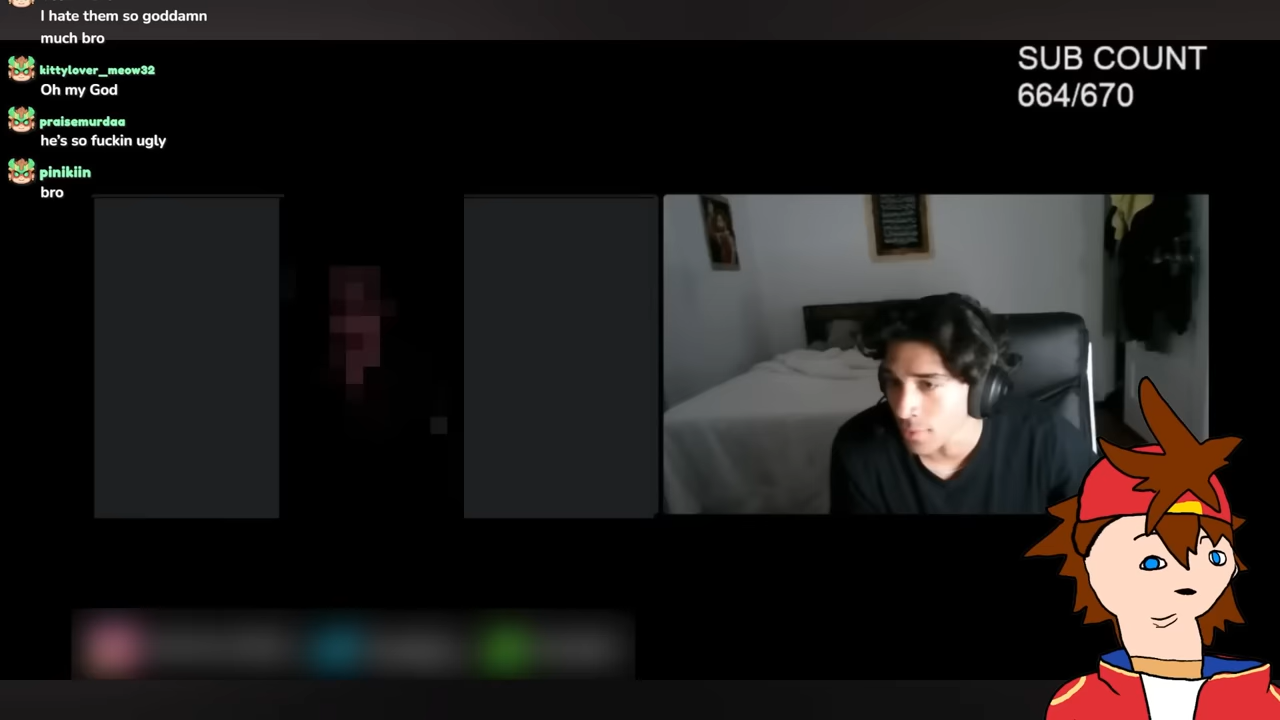 I hate them so goddamn
much bro
kittylover_meow32
Oh my God
praisemurdaa
he's so fuckin ugly
pinikiin
bro
SUB COUNT
664/670